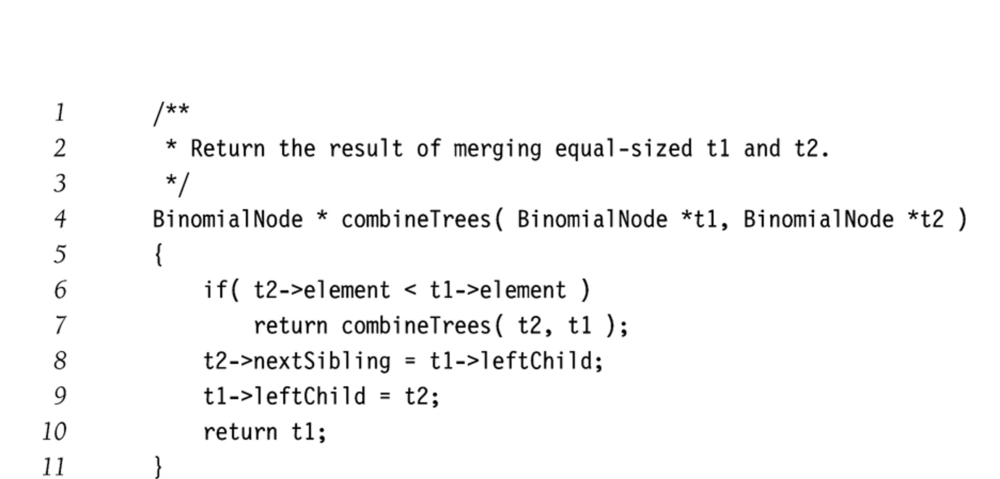 1 /**
2 * Return the result of merging equal-sized t1 and t2.
3 */
4 BinomialNode * combineTrees( BinomialNode *t1, BinomialNode *t2 )
5 {
6 if( t2->element < t1->element )
7 return combineTrees( t2, t1 );
8 t2->nextSibling = t1->leftChild;
9 t1->leftChild = t2;
10 return t1;
11 }